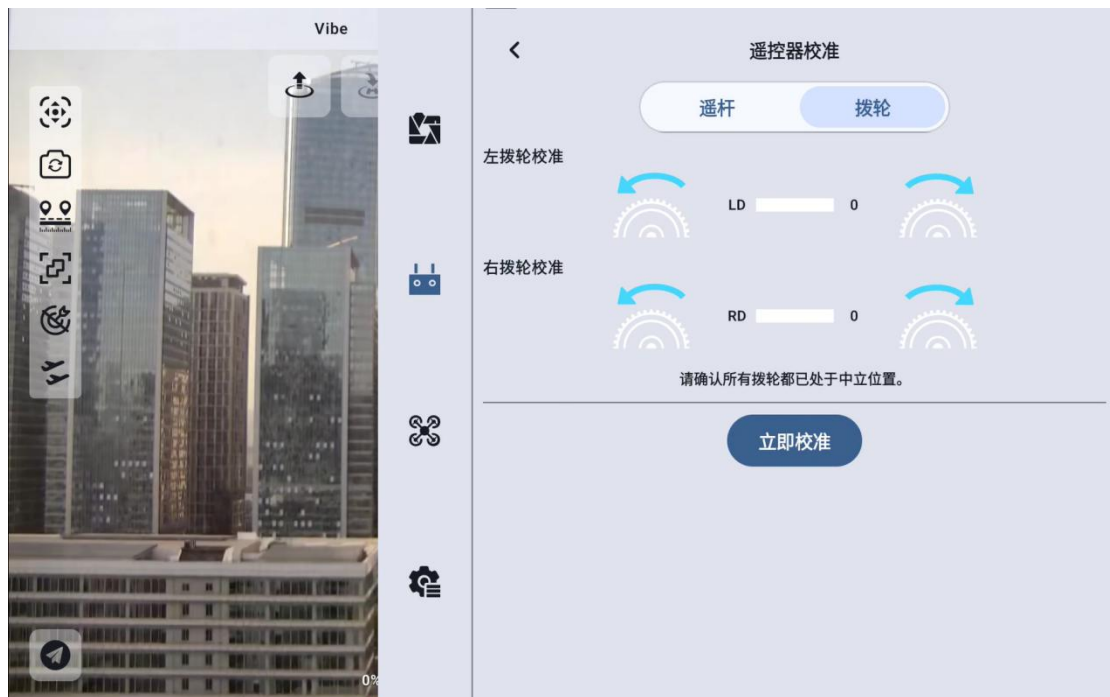 Vibe
遥控器校准
遥杆 拨轮
左拨轮校准
LD 0
右拨轮校准
RD 0
请确认所有拨轮都已处于中立位置。
立即校准
0%